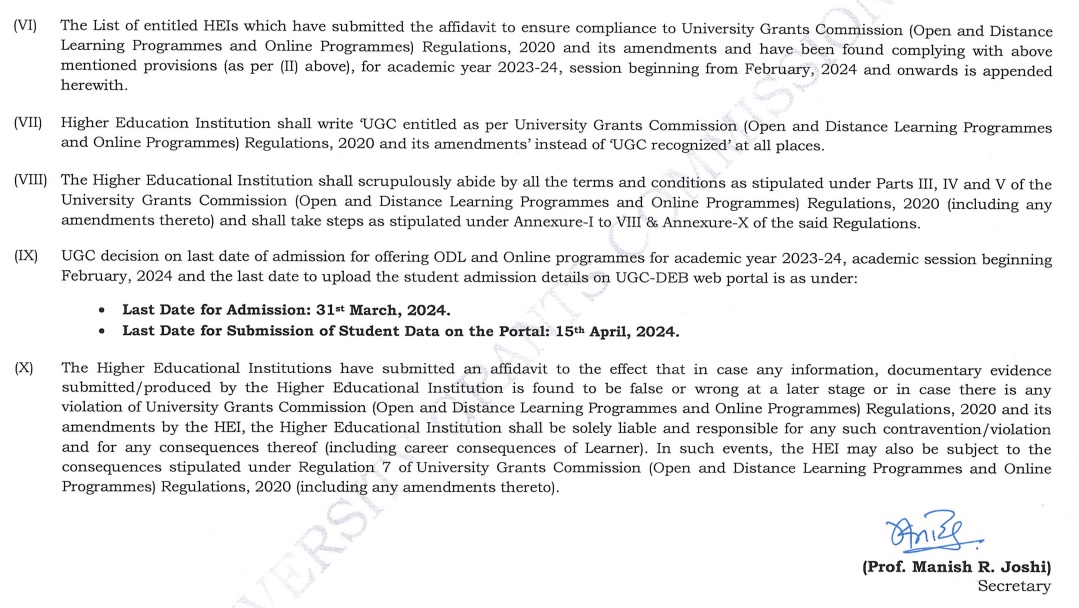 (VI) The List of entitled HEIs which have submitted the affidavit to ensure compliance to University Grants Commission (Open and Distance
Learning Programmes and Online Programmes) Regulations, 2020 and its amendments and have been found complying with above
mentioned provisions (as per (II) above), for academic year 2023-24, session beginning from February, 2024 and onwards is appended
herewith.
(VII) Higher Education Institution shall write 'UGC entitled as per University Grants Commission (Open and Distance Learning Programmes
and Online Programmes) Regulations, 2020 and its amendments' instead of 'UGC recognized' at all places.
(VIII) The Higher Educational Institution shall scrupulously abide by all the terms and conditions as stipulated under Parts III, IV and V of the
University Grants Commission (Open and Distance Learning Programmes and Online Programmes) Regulations, 2020 (including any
amendments thereto) and shall take steps as stipulated under Annexure-I to VIII & Annexure-X of the said Regulations.
(IX) UGC decision on last date of admission for offering ODL and Online programmes for academic year 2023-24, academic session beginning
February, 2024 and the last date to upload the student admission details on UGC-DEB web portal is as under:
• Last Date for Admission: 31st March, 2024.
• Last Date for Submission of Student Data on the Portal: 15th April, 2024.
(X) The Higher Educational Institutions have submitted an affidavit to the effect that in case any information, documentary evidence
submitted/produced by the Higher Educational Institution is found to be false or wrong at a later stage or in case there is any
violation of University Grants Commission (Open and Distance Learning Programmes and Online Programmes) Regulations, 2020 and its
amendments by the HEI, the Higher Educational Institution shall be solely liable and responsible for any such contravention/violation
and for any consequences thereof (including career consequences of Learner). In such events, the HEI may also be subject to the
consequences stipulated under Regulation 7 of University Grants Commission (Open and Distance Learning Programmes and Online
Programmes) Regulations, 2020 (including any amendments thereto).
(Prof. Manish R. Joshi)
Secretary